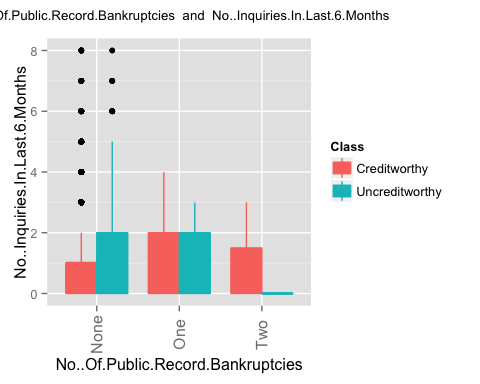 Of.Public.Record.Bankruptcies and No..Inquiries.In.Last.6.Months
No..Inquiries.In.Last.6.Months
8
6
4
2
0
None
One
Two
No..Of.Public.Record.Bankruptcies
Class
Creditworthy
Uncreditworthy